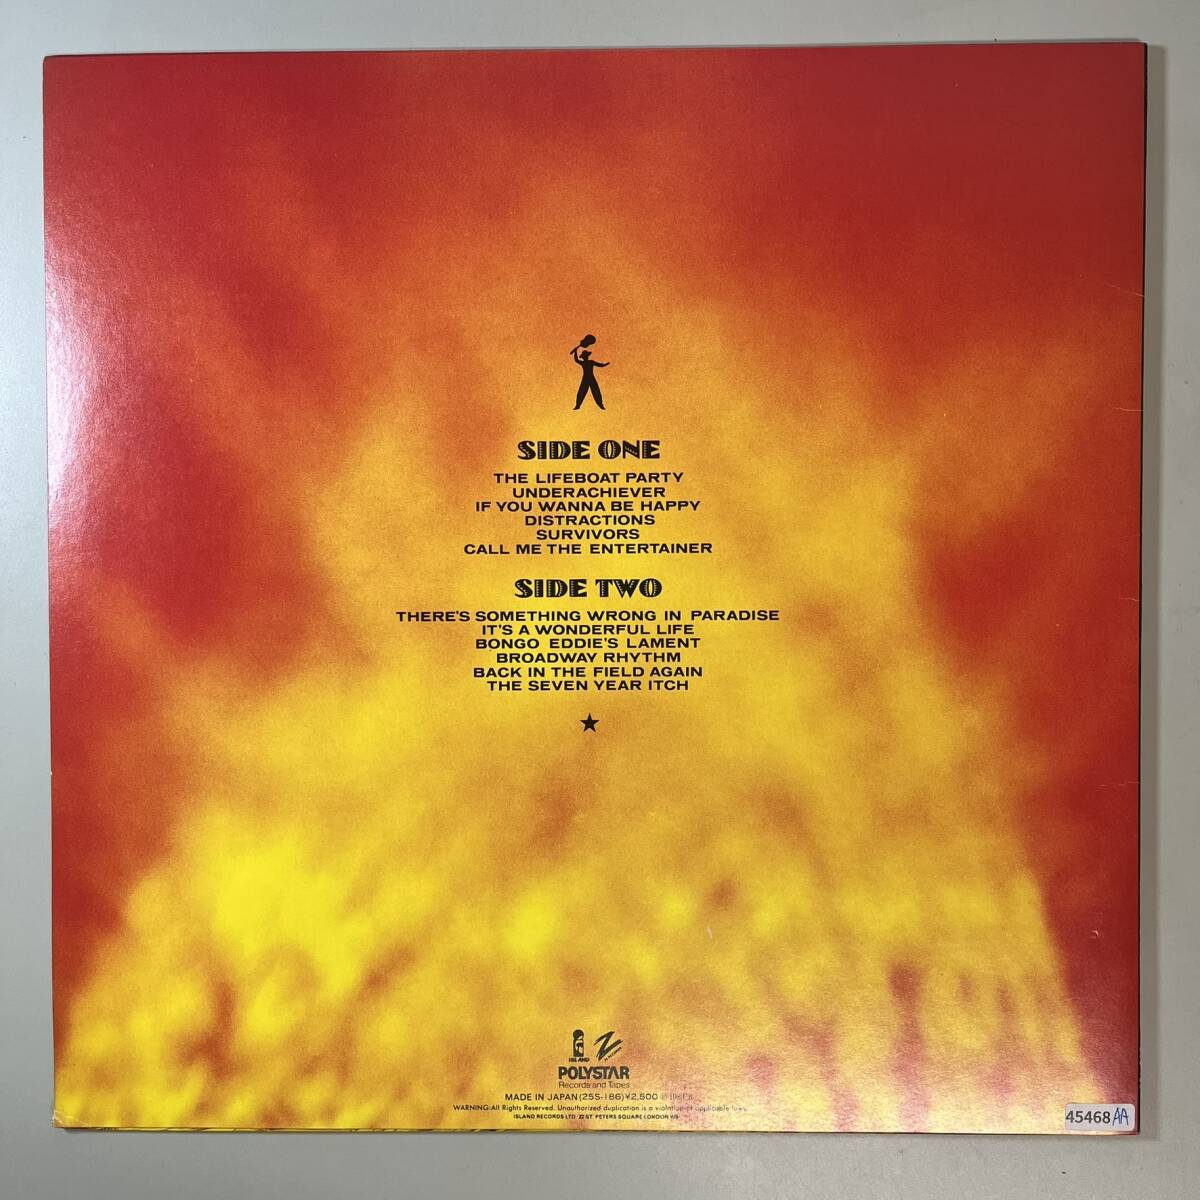 SIDE ONE
THE LIFEBOAT PARTY
UNDERACHIEVER
IF YOU WANNA BE HAPPY
DISTRACTIONS
SURVIVORS
CALL ME THE ENTERTAINER
SIDE TWO
THERE'S SOMETHING WRONG IN PARADISE
IT'S A WONDERFUL LIFE
BONGO EDDIE'S LAMENT
BROADWAY RHYTHM
BACK IN THE FIELD AGAIN
THE SEVEN YEAR ITCH
ISLAND
POLYSTAR
Records and Tapes
MADE IN JAPAN (25S-186) ¥2,500
WARNING: All Rights Reserved. Unauthorized duplication is a violation of applicable laws.
ISLAND RECORDS LTD. 22 ST. PETERS SQUARE LONDON W6
45468 AA